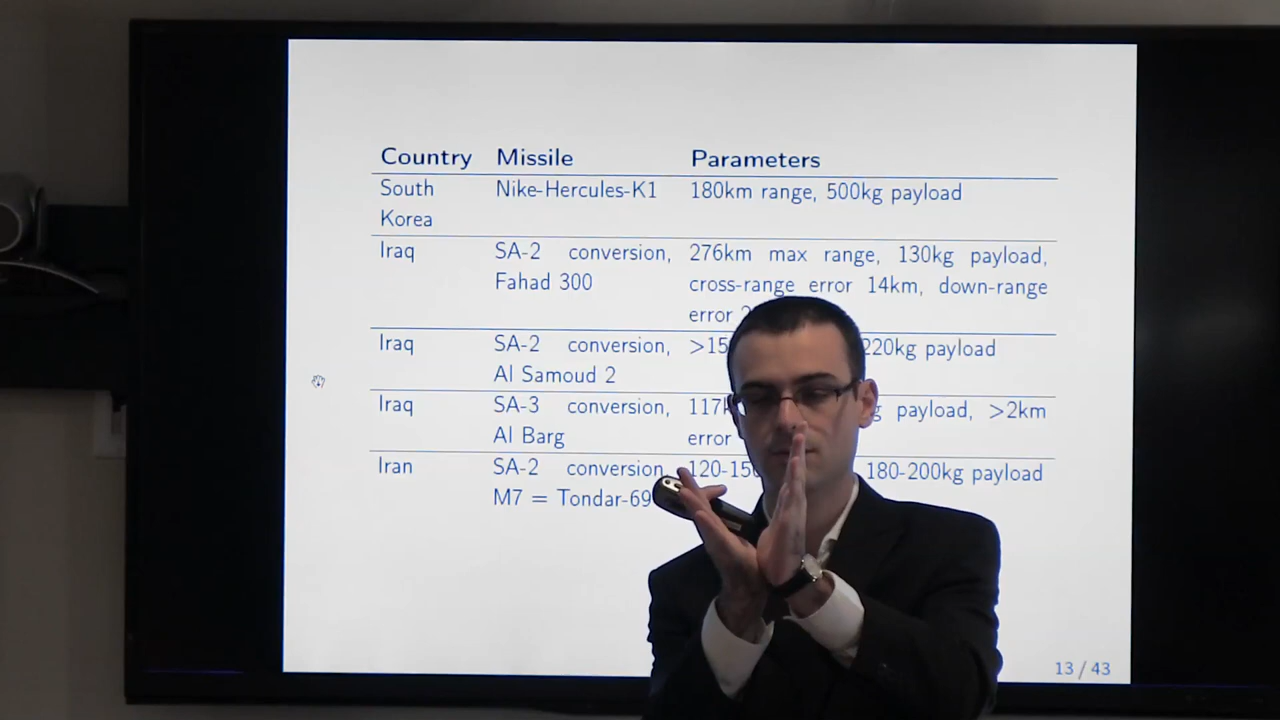 Country Missile Parameters
South Nike-Hercules-K1 180km range, 500kg payload
Korea
Iraq SA-2 conversion, 276km max range, 130kg payload,
Fahad 300 cross-range error 14km, down-range
error
Iraq SA-2 conversion, 220kg payload
Al Samoud 2
Iraq SA-3 conversion, payload, >2km
Al Barg error
Iran SA-2 conversion 180-200kg payload
M7 = Tondar-69
13 / 43